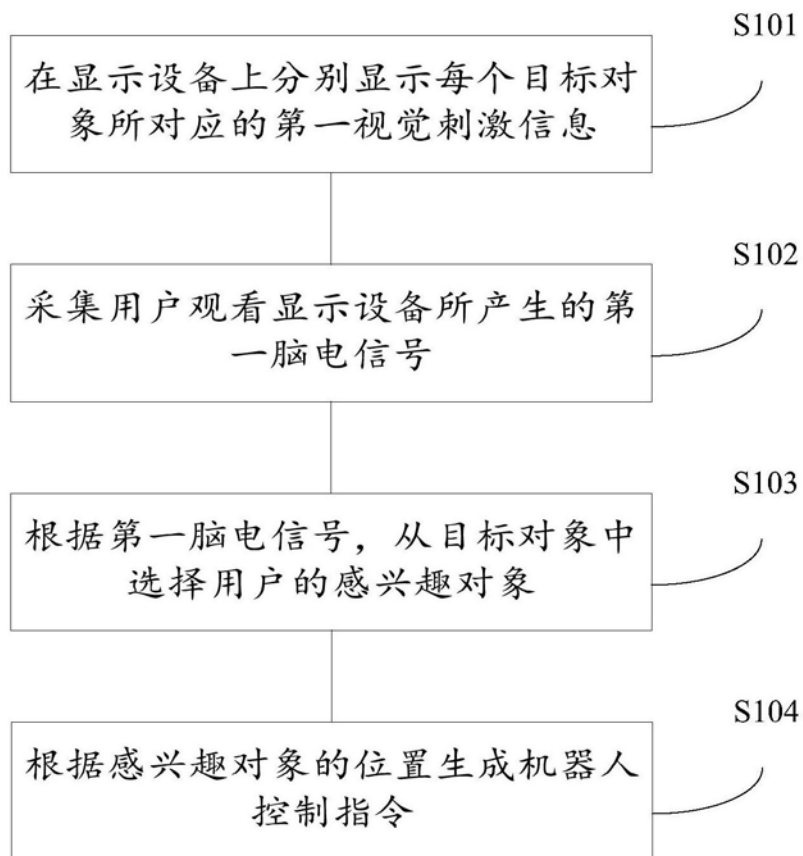 S101
在显示设备上分别显示每个目标对
象所对应的第一视觉刺激信息
S102
采集用户观看显示设备所产生的第
一脑电信号
S103
根据第一脑电信号，从目标对象中
选择用户的感兴趣对象
S104
根据感兴趣对象的位置生成机器人
控制指令